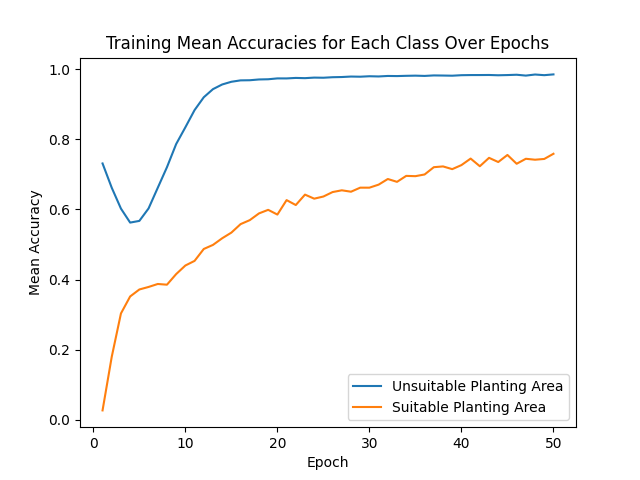 Training Mean Accuracies for Each Class Over Epochs
1.0
0.8
0.6
0.4
0.2
0.0
Mean Accuracy
Unsuitable Planting Area
Suitable Planting Area
0 10 20 30 40 50
Epoch